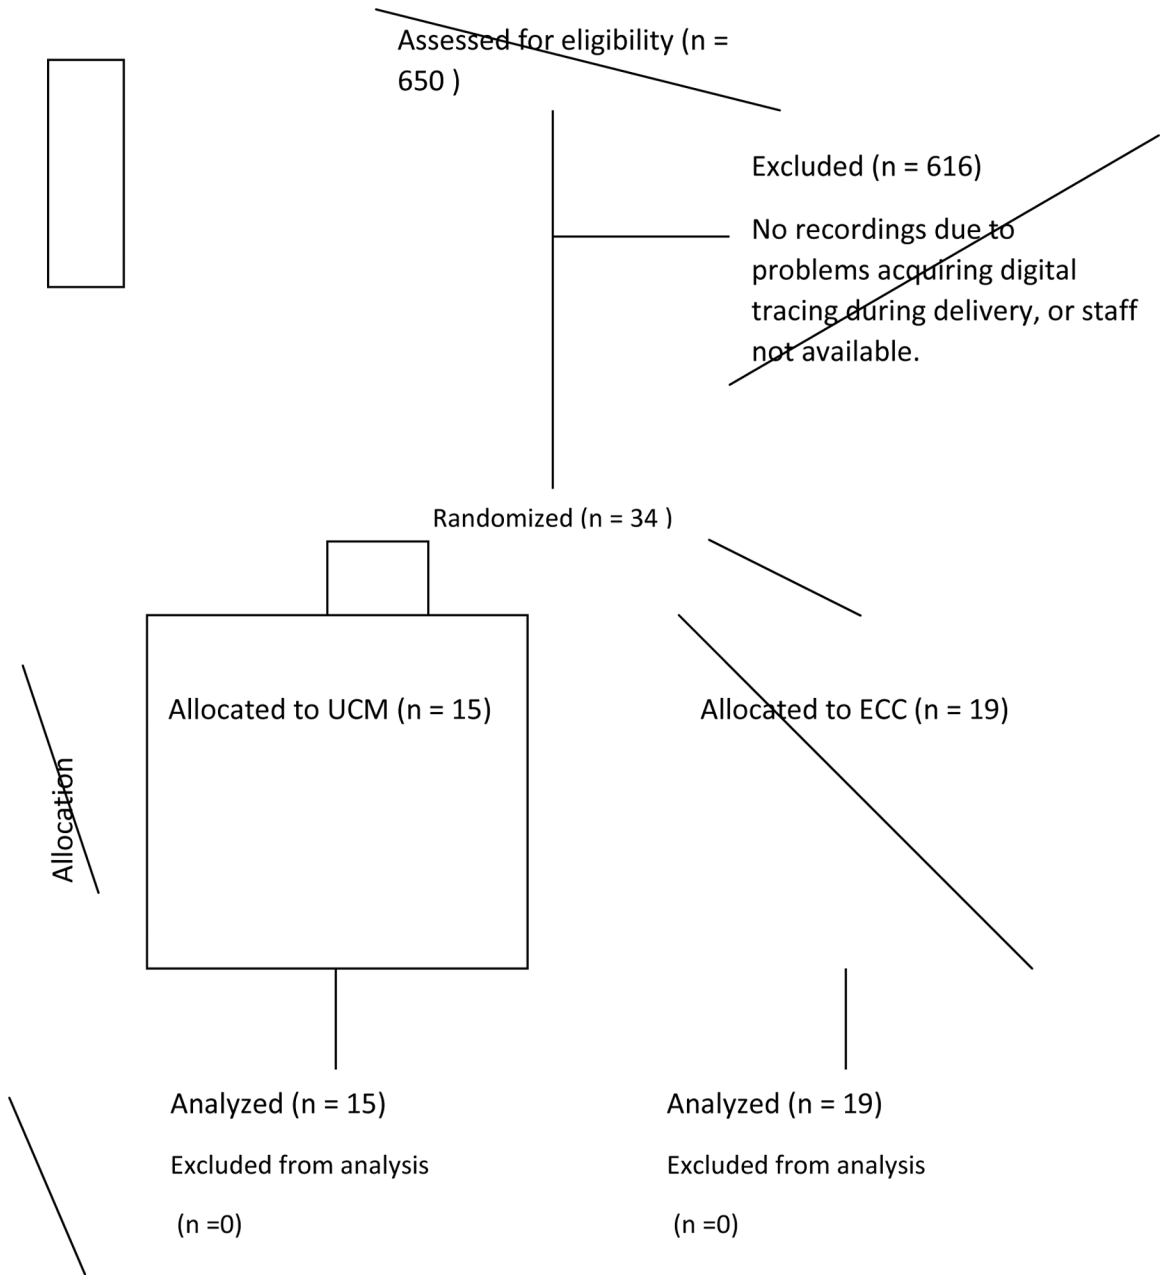 Assessed for eligibility (n =
650 )
Excluded (n = 616)
No recordings due to
problems acquiring digital
tracing during delivery, or staff
not available.
Randomized (n = 34 )
Allocated to UCM (n = 15)
Allocated to ECC (n = 19)
Allocation
Analyzed (n = 15)
Excluded from analysis
(n =0)
Analyzed (n = 19)
Excluded from analysis
(n =0)